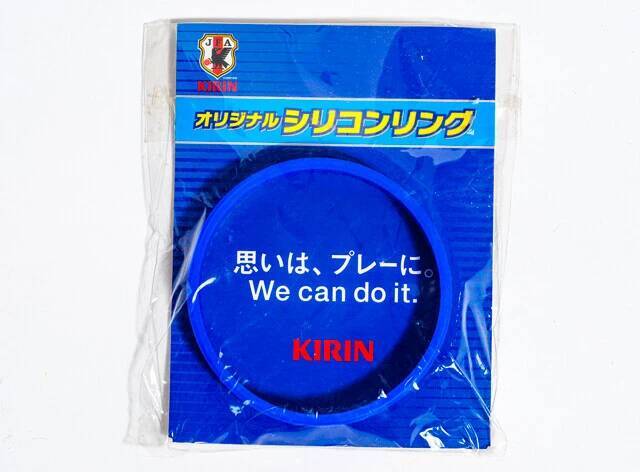 JFA
KIRIN
オリジナルシリコンリング
思いは、プレーに。
We can do it.
KIRIN